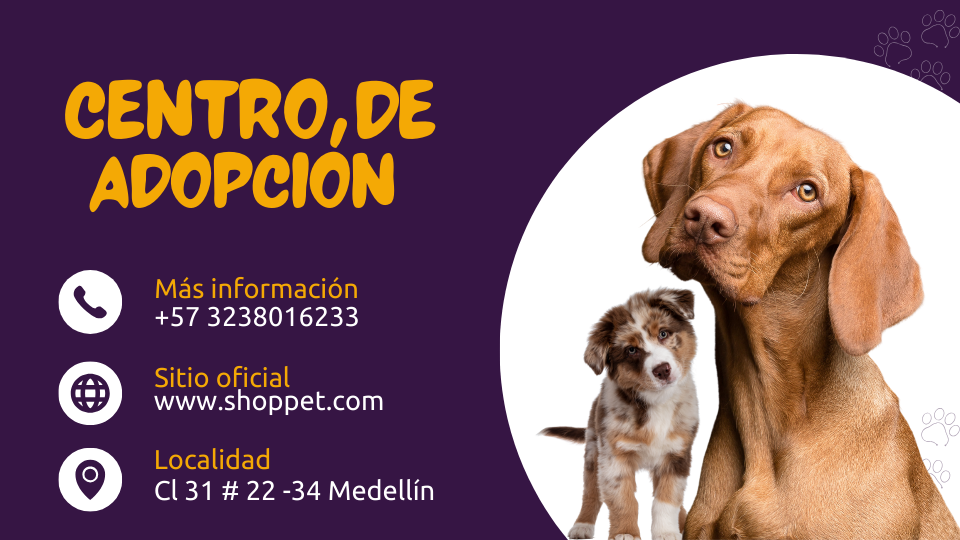 CENTRO, DE
ADOPCIÓN
Más información
+57 3238016233
Sitio oficial
www.shoppet.com
Localidad
Cl 31 # 22 -34 Medellín